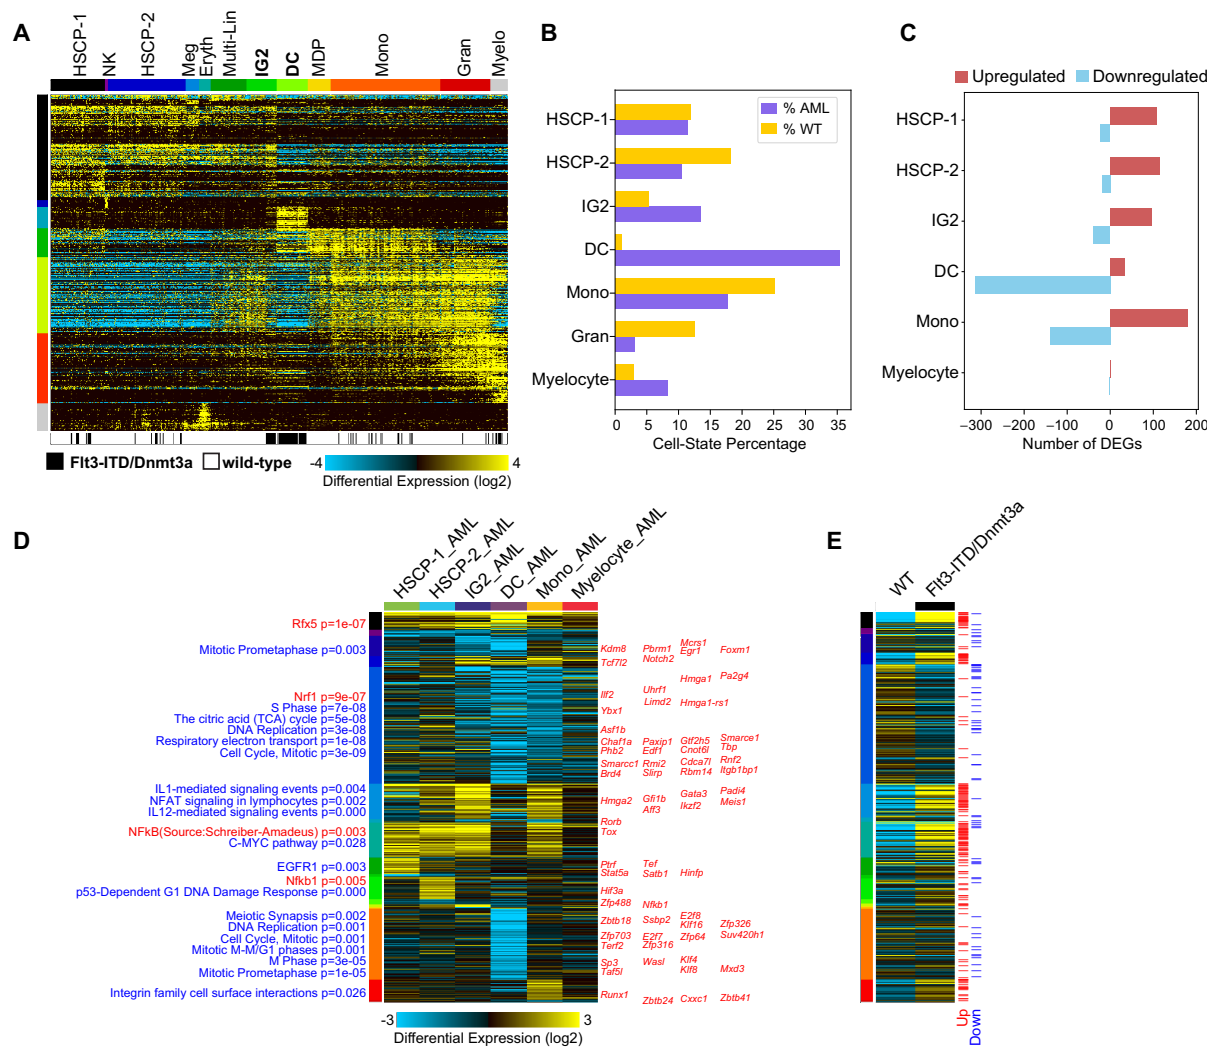 A
HSCP-1
NK
HSCP-2
Meg
Eryth
Multi-Lin
IG2
DC
MDP
Mono
Gran
Myelo
Flt3-ITD/Dnmt3a
wild-type
-4
4
Differential Expression (log2)
B
% AML
% WT
HSCP-1
HSCP-2
IG2
DC
Mono
Gran
Myelocyte
0 5 10 15 20 25 30 35
Cell-State Percentage
C
Upregulated Downregulated
HSCP-1
HSCP-2
IG2
DC
Mono
Myelocyte
−300 −200 −100 0 100 200
Number of DEGs
D
HSCP-1_AML
HSCP-2_AML
IG2_AML
DC_AML
Mono_AML
Myelocyte_AML
Rfx5 p=1e-07
Mitotic Prometaphase p=0.003
Nrf1 p=9e-07
S Phase p=7e-08
The citric acid (TCA) cycle p=5e-08
DNA Replication p=3e-08
Respiratory electron transport p=1e-08
Cell Cycle, Mitotic p=3e-09
IL1-mediated signaling events p=0.004
NFAT signaling in lymphocytes p=0.002
IL12-mediated signaling events p=0.000
NFkB(Source:Schreiber-Amadeus) p=0.003
C-MYC pathway p=0.028
EGFR1 p=0.003
Nfkb1 p=0.005
p53-Dependent G1 DNA Damage Response p=0.000
Meiotic Synapsis p=0.002
DNA Replication p=0.001
Cell Cycle, Mitotic p=0.001
Mitotic M-M/G1 phases p=0.001
M Phase p=3e-05
Mitotic Prometaphase p=1e-05
Integrin family cell surface interactions p=0.026
Kdm8 Pbrm1 Mcrs1
Egr1 Foxm1
Tcf7l2 Notch2
Hmga1 Pa2g4
Ilf2 Uhrf1
Limd2 Hmga1-rs1
Ybx1
Asf1b
Chaf1a Paxip1 Gtf2h5 Smarce1
Phb2 Edf1 Cnot6l Tbp
Smarcc1 Rmi2 Cdca7l Rnf2
Brd4 Slirp Rbm14 Itgb1bp1
Hmga2 Gfi1b Gata3 Padi4
Aff3 Ikzf2 Meis1
Rorb
Tox
Ptrf Tef
Stat5a Satb1 Hinfp
Hif3a
Zfp488 Nfkb1
Zbtb18 Ssbp2 E2f8
Klf16 Zfp326
Zfp703 E2f7 Zfp64 Suv420h1
Terf2 Zfp316
Sp3 Wasl Klf4
Taf5l Klf8 Mxd3
Runx1 Zbtb24 Cxxc1 Zbtb41
-3
3
Differential Expression (log2)
E
WT
Flt3-ITD/Dnmt3a
Up
Down